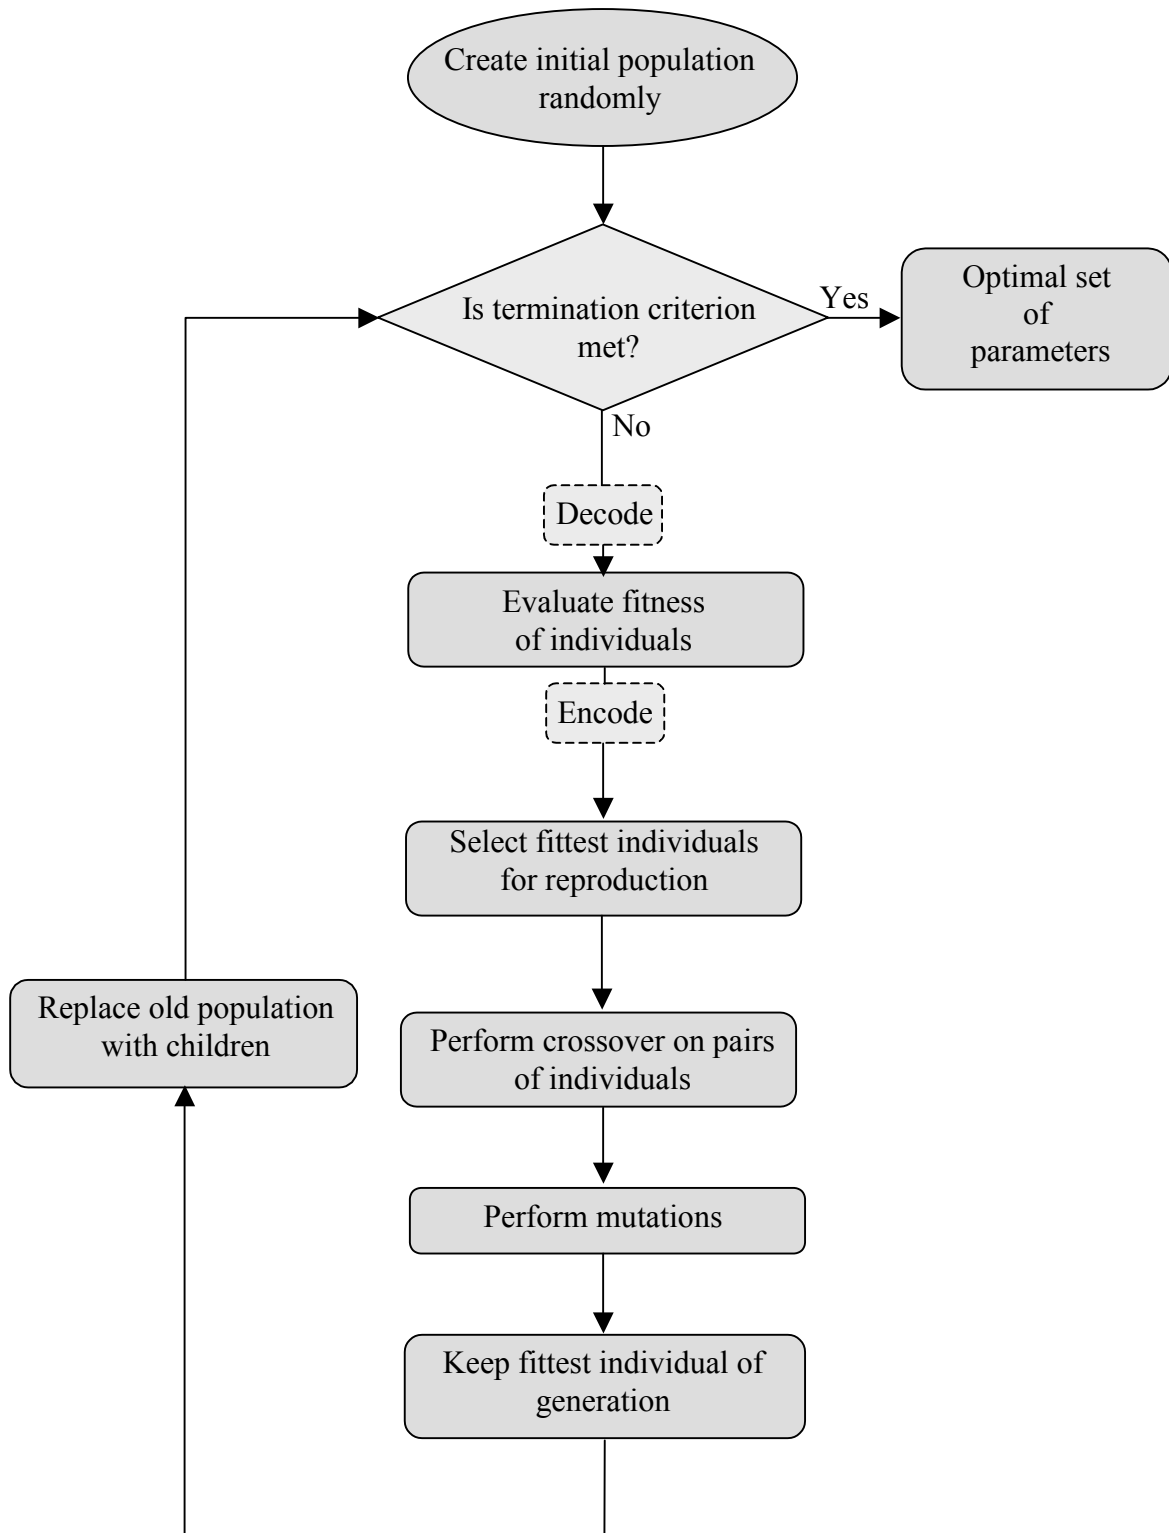 Create initial population
randomly
Is termination criterion
met?
Yes
Optimal set
of
parameters
No
Decode
Evaluate fitness
of individuals
Encode
Select fittest individuals
for reproduction
Replace old population
with children
Perform crossover on pairs
of individuals
Perform mutations
Keep fittest individual of
generation